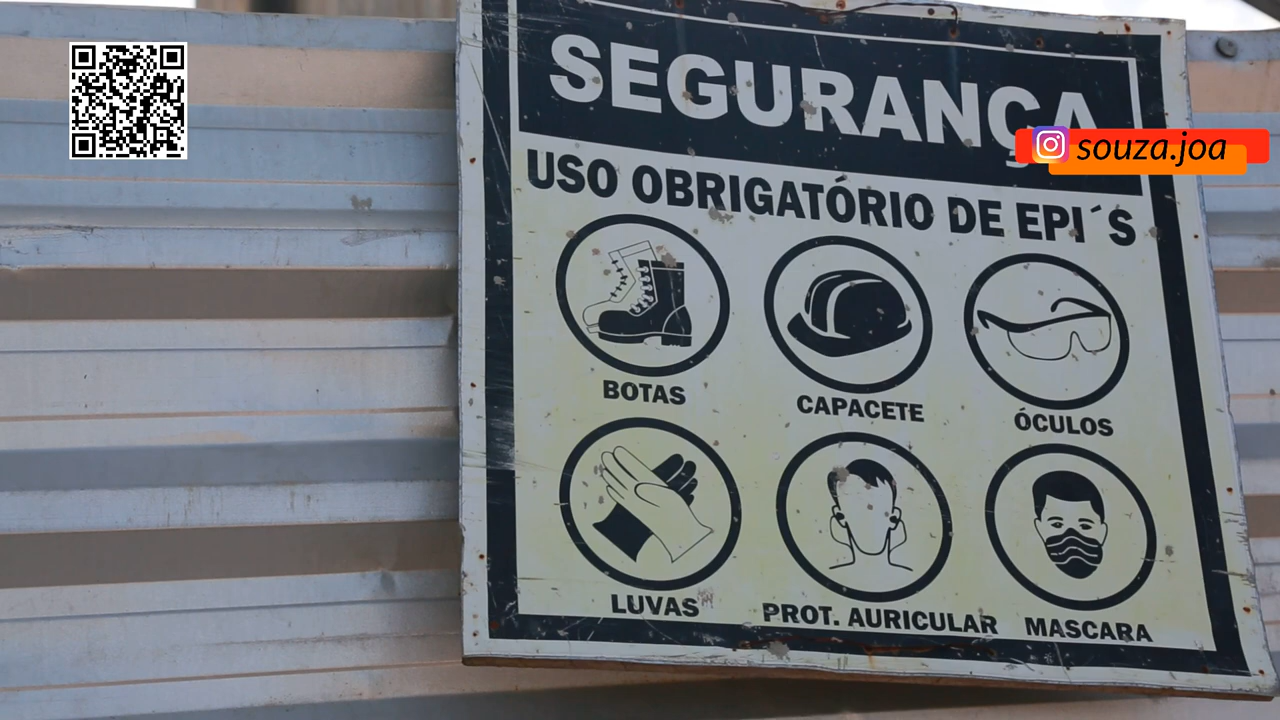 SEGURANÇA
souza.joa
USO OBRIGATÓRIO DE EPI´S
BOTAS
CAPACETE
ÓCULOS
LUVAS
PROT. AURICULAR
MASCARA